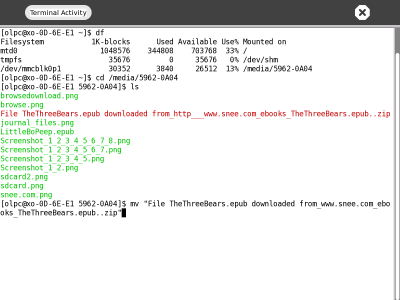 Terminal Activity
[olpc@xo-0D-6E-E1 ~]$ df
Filesystem 1K-blocks Used Available Use% Mounted on
mtd0 1048576 344808 703768 33% /
tmpfs 35676 0 35676 0% /dev/shm
/dev/mmcblk0p1 30352 3840 26512 13% /media/5962-0A04
[olpc@xo-0D-6E-E1 ~]$ cd /media/5962-0A04
[olpc@xo-0D-6E-E1 5962-0A04]$ ls
browsedownload.png
browse.png
File TheThreeBears.epub downloaded from_http___www.snee.com_ebooks_TheThreeBears.epub..zip
journal files.png
LittleBoPeep.epub
Screenshot_1_2_3_4_5_6_7_8.png
Screenshot_1_2_3_4_5_6_7.png
Screenshot_1_2_3_4_5.png
Screenshot_1_2.png
sdcard2.png
sdcard.png
snee.com.png
[olpc@xo-0D-6E-E1 5962-0A04]$ mv "File TheThreeBears.epub downloaded from_www.snee.com_ebo
oks_TheThreeBears.epub..zip"